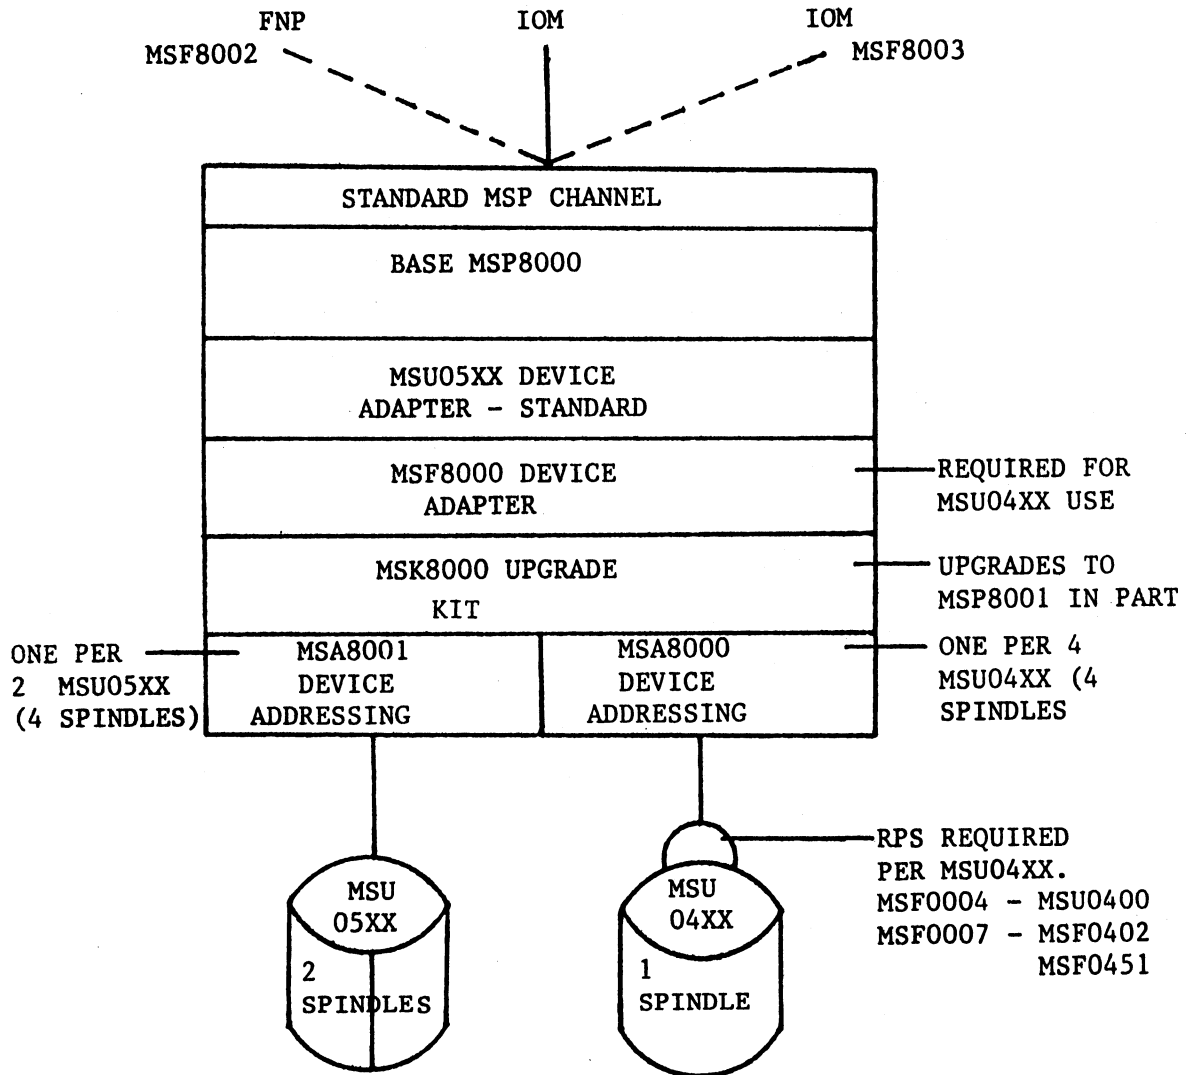 FNP
MSF8002
IOM
IOM
MSF8003
STANDARD MSP CHANNEL
BASE MSP8000
MSU05XX DEVICE
ADAPTER - STANDARD
MSF8000 DEVICE
ADAPTER
REQUIRED FOR
MSU04XX USE
MSK8000 UPGRADE
KIT
UPGRADES TO
MSP8001 IN PART
ONE PER
2 MSU05XX
(4 SPINDLES)
MSA8001
DEVICE
ADDRESSING
MSA8000
DEVICE
ADDRESSING
ONE PER 4
MSU04XX (4
SPINDLES
MSU
05XX
2
SPINDLES
MSU
04XX
1
SPINDLE
RPS REQUIRED
PER MSU04XX.
MSF0004 - MSU0400
MSF0007 - MSF0402
MSF0451